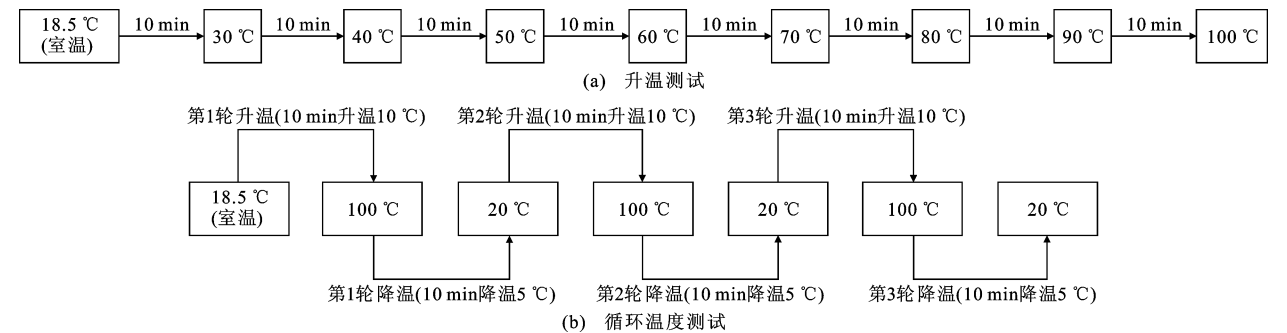 10 min 10 min 10 min 10 min 10 min 10 min 10 min 10 min
18.5 ℃ 30 ℃ 40 ℃ 50 ℃ 60 ℃ 70 ℃ 80 ℃ 90 ℃ 100 ℃
(室温)
(a) 升温测试
第1轮升温(10 min升温10 ℃) 第2轮升温(10 min升温10 ℃) 第3轮升温(10 min升温10 ℃)
18.5 ℃ 100 ℃ 20 ℃ 100 ℃ 20 ℃ 100 ℃ 20 ℃
(室温)
第1轮降温(10 min降温5 ℃) 第2轮降温(10 min降温5 ℃) 第3轮降温(10 min降温5 ℃)
(b) 循环温度测试